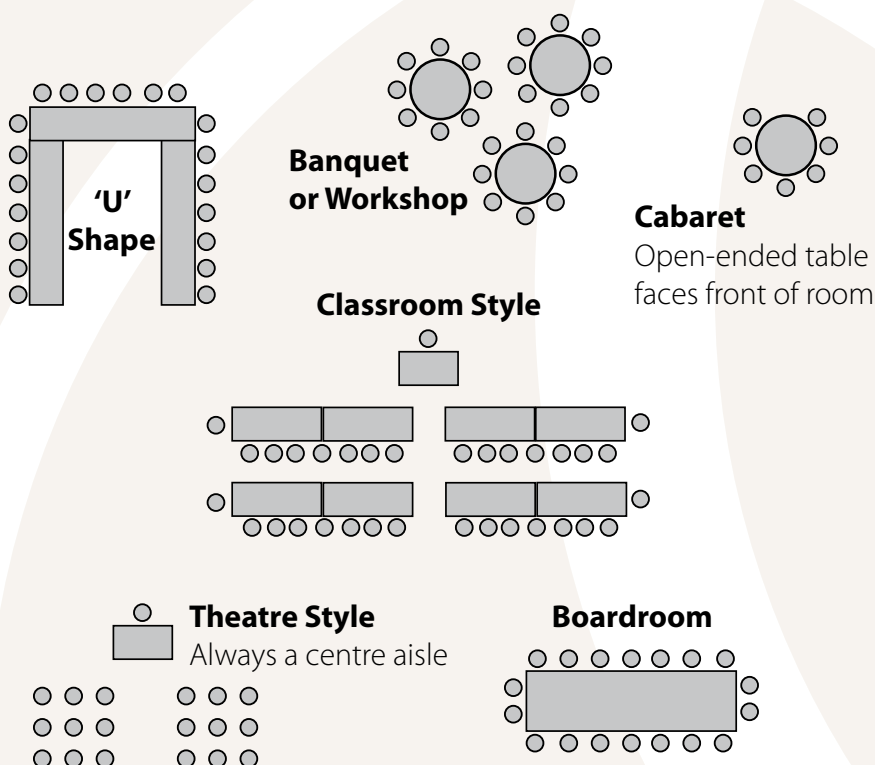 ‘U’
Shape
Banquet
or Workshop
Cabaret
Open-ended table
faces front of room
Classroom Style
Theatre Style
Always a centre aisle
Boardroom